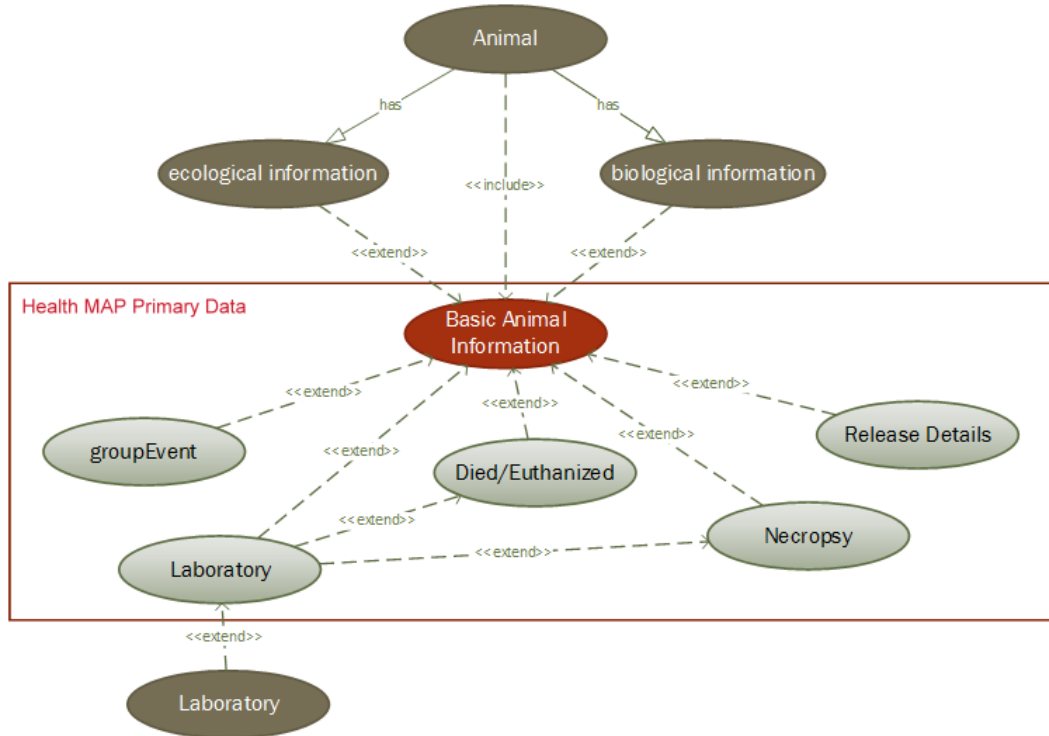 Animal
has
has
ecological information
<<include>>
biological information
<<extend>>
<<extend>>
Health MAP Primary Data
Basic Animal
Information
<<extend>>
<<extend>>
<<extend>>
<<extend>>
<<extend>>
groupEvent
Release Details
Died/Euthanized
<<extend>>
<<extend>>
Necropsy
Laboratory
<<extend>>
Laboratory